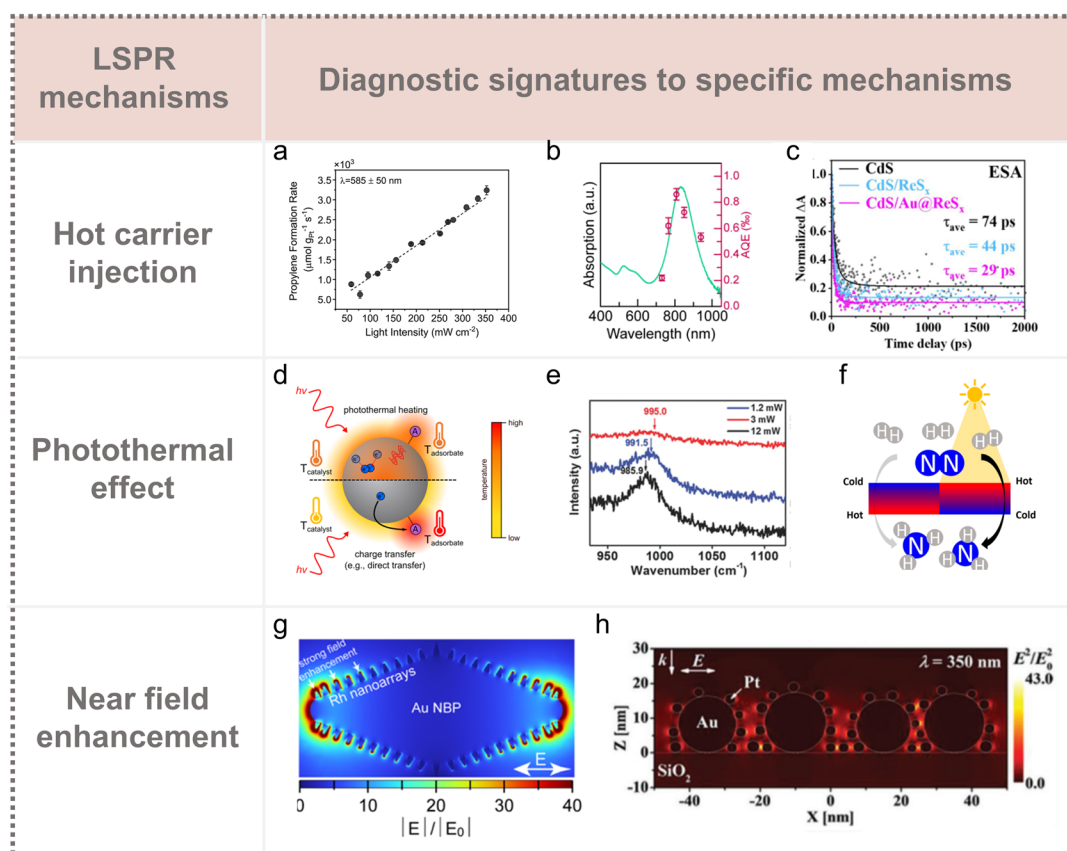 LSPR
mechanisms
Diagnostic signatures to specific mechanisms
Hot carrier
injection
a
×10³
λ=585 ± 50 nm
Propylene Formation Rate
(μmol gPt⁻¹ s⁻¹)
3.5
3.0
2.5
2.0
1.5
1.0
5.0
50 100 150 200 250 300 350 400
Light Intensity (mW cm⁻²)
b
Absorption (a.u.)
1.0
0.8
0.6
0.4
0.2
0.0
AQE (‰)
400 600 800 1000
Wavelength (nm)
c
CdS
ESA
CdS/ReSₓ
CdS/Au@ReSₓ
τave = 74 ps
τave = 44 ps
τave = 29 ps
Normalized ΔA
1.0
0.8
0.6
0.4
0.2
0.0
0 500 1000 1500 2000
Time delay (ps)
Photothermal
effect
d
hν
photothermal heating
A
Tcatalyst
Tadsorbate
e
Tcatalyst
Tadsorbate
A
hν
charge transfer
(e.g., direct transfer)
high
temperature
low
e
1.2 mW
3 mW
12 mW
995.0
991.5
985.9
Intensity (a.u.)
950 1000 1050 1100
Wavenumber (cm⁻¹)
f
H H H H H H
N N
Cold Hot
Hot Cold
H H H H H H
N N
Near field
enhancement
g
strong field
enhancement
Rh nanoarrays
Au NBP
E
0 10 20 30 40
|E|/|E₀|
h
k E
λ = 350 nm
Pt
Au
SiO₂
Z [nm]
30
20
10
0
-10
-40 -20 0 20 40
X [nm]
E²/E₀²
43.0
0.0